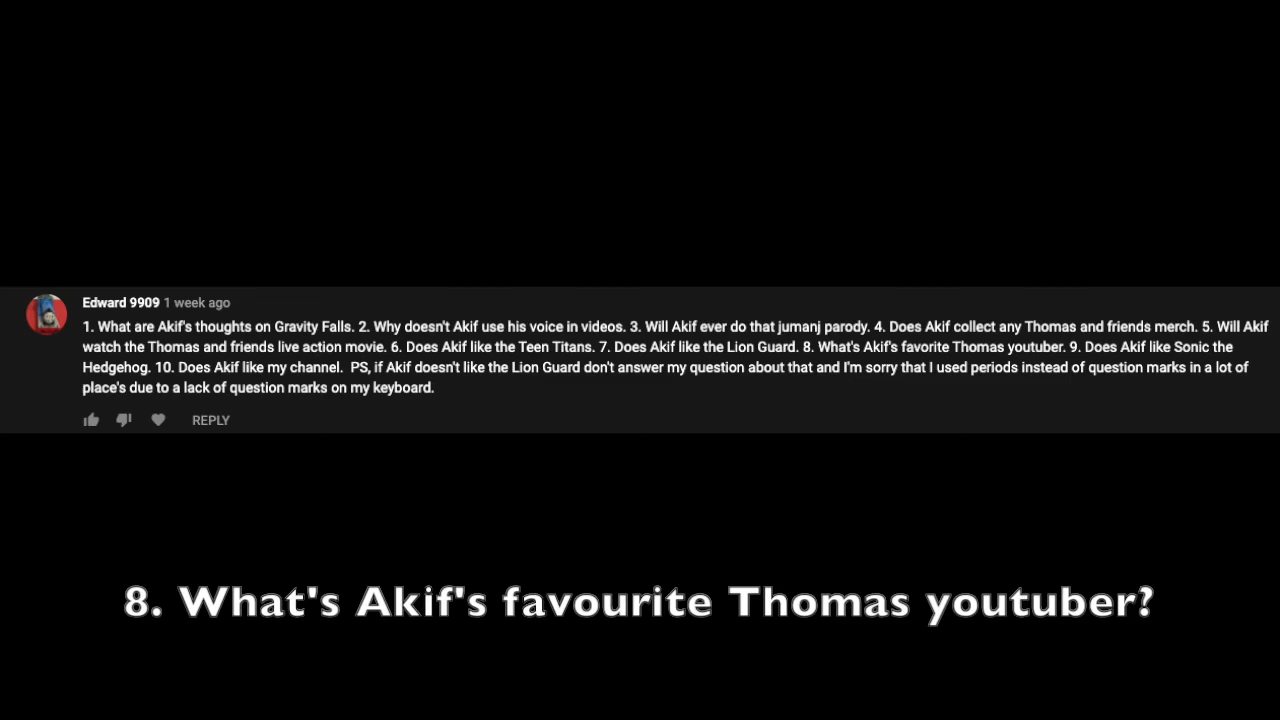 Edward 9909 1 week ago
1. What are Akif's thoughts on Gravity Falls. 2. Why doesn't Akif use his voice in videos. 3. Will Akif ever do that jumanj parody. 4. Does Akif collect any Thomas and friends merch. 5. Will Akif
watch the Thomas and friends live action movie. 6. Does Akif like the Teen Titans. 7. Does Akif like the Lion Guard. 8. What's Akif's favorite Thomas youtuber. 9. Does Akif like Sonic the
Hedgehog. 10. Does Akif like my channel. PS, if Akif doesn't like the Lion Guard don't answer my question about that and I'm sorry that I used periods instead of question marks in a lot of
place's due to a lack of question marks on my keyboard.
REPLY
8. What's Akif's favourite Thomas youtuber?